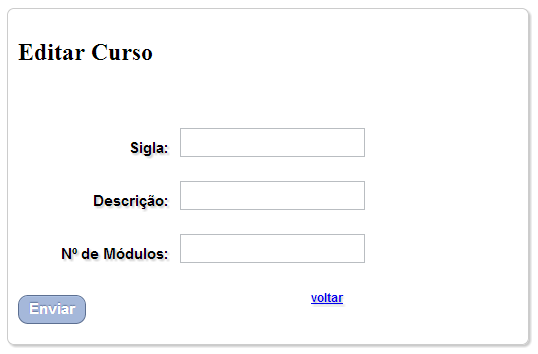 Editar Curso
Sigla:
Descrição:
Nº de Módulos:
voltar
Enviar